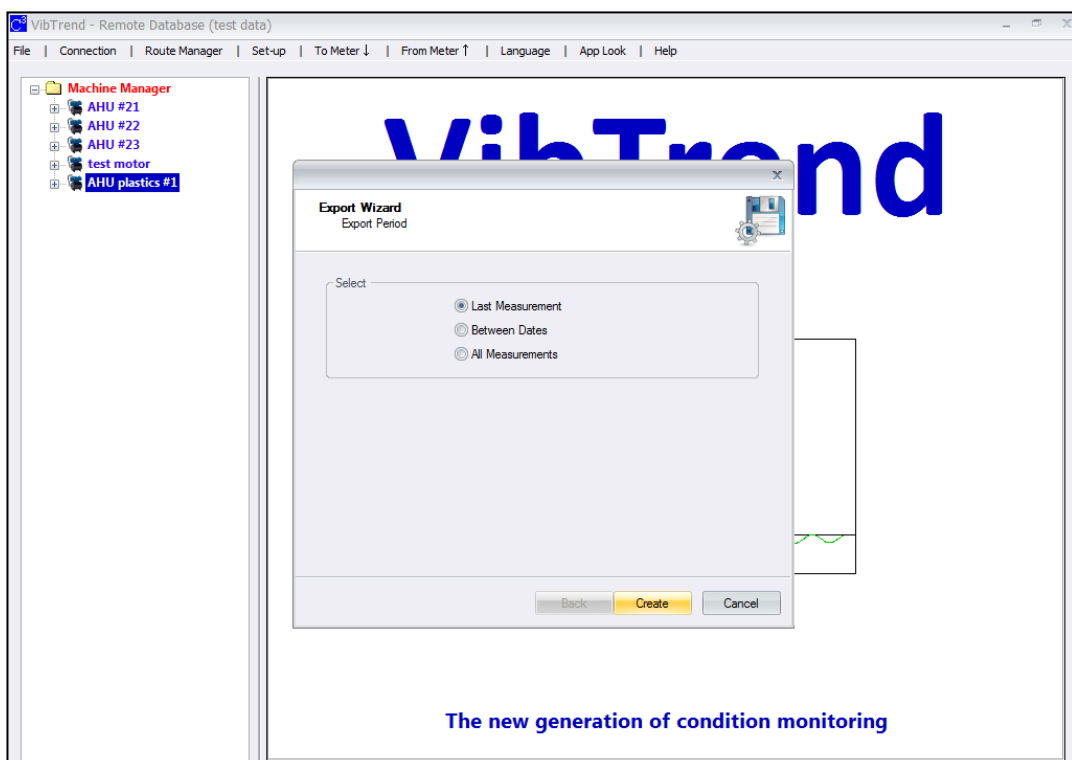 C³ VibTrend - Remote Database (test data)
File | Connection | Route Manager | Set-up | To Meter ↓ | From Meter ↑ | Language | App Look | Help
Machine Manager
AHU #21
AHU #22
AHU #23
test motor
AHU plastics #1
VibTrend
Export Wizard
Export Period
Select
Last Measurement
Between Dates
All Measurements
Back Create Cancel
The new generation of condition monitoring